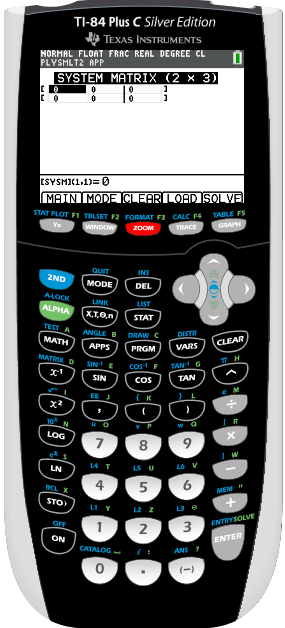 TI-84 Plus C Silver Edition
TEXAS INSTRUMENTS
NORMAL FLOAT FRAC REAL DEGREE CL
PLYSMLT2 APP
SYSTEM MATRIX (2 × 3)
[ 0 0 0 ]
[ 0 0 0 ]
[SYSM](1,1)=0
MAIN MODE CLEAR LOAD SOLVE
STAT PLOT F1 TBLSET F2 FORMAT F3 CALC F4 TABLE F5
Y= WINDOW ZOOM TRACE GRAPH
QUIT INS
2ND MODE DEL
A-LOCK LINK LIST
ALPHA X,T,Θ,n STAT
TEST A ANGLE B DRAW C DISTR
MATH APPS PRGM VARS CLEAR
MATRIX D SIN⁻¹ E COS⁻¹ F TAN⁻¹ G π H
x⁻¹ SIN COS TAN ^
√ I EE J { K } L e M
x² , ( ) ÷
10ˣ N u O v P w Q [ R
LOG 7 8 9 ×
eˣ S L4 T L5 U L6 V ] W
LN 4 5 6 −
RCL X L1 Y L2 Z L3 θ MEM "
STO› 1 2 3 +
OFF CATALOG ⎵ i : ANS ? ENTRY SOLVE
ON 0 . (−) ENTER